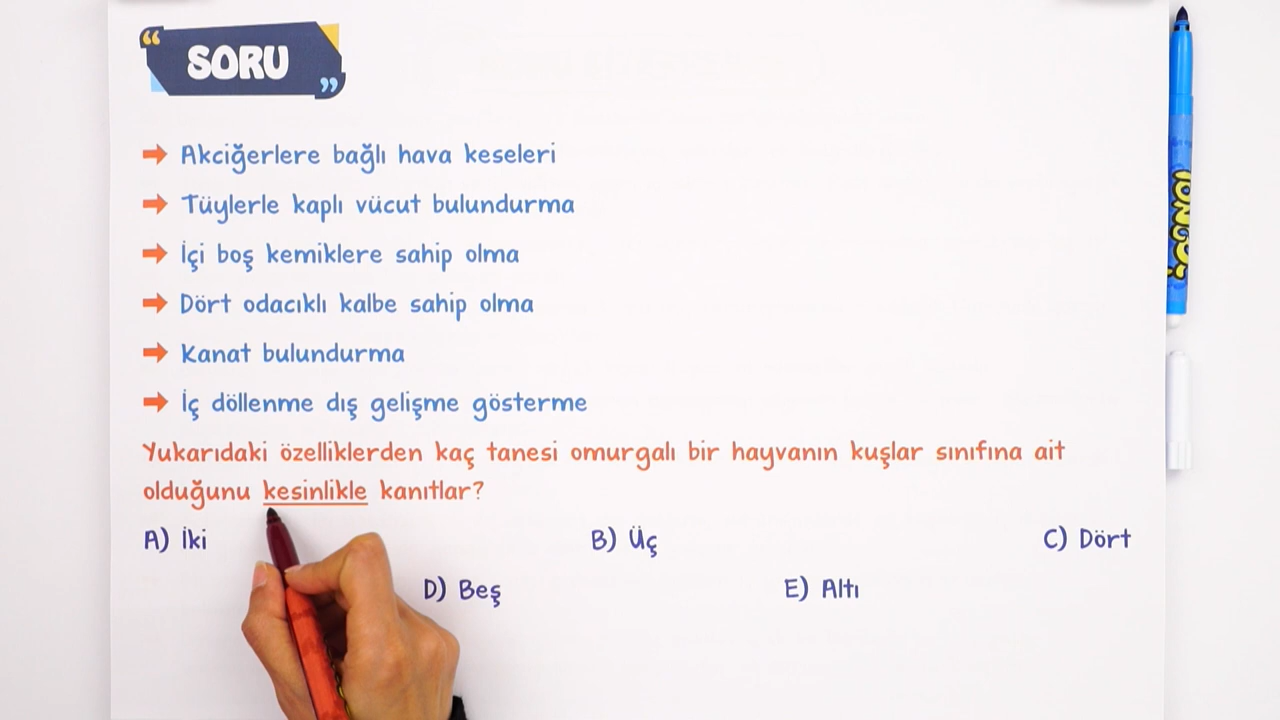 SORU
Akciğerlere bağlı hava keseleri
Tüylerle kaplı vücut bulundurma
İçi boş kemiklere sahip olma
Dört odacıklı kalbe sahip olma
Kanat bulundurma
İç döllenme dış gelişme gösterme
Yukarıdaki özelliklerden kaç tanesi omurgalı bir hayvanın kuşlar sınıfına ait
olduğunu kesinlikle kanıtlar?
A) İki B) Üç C) Dört
D) Beş E) Altı